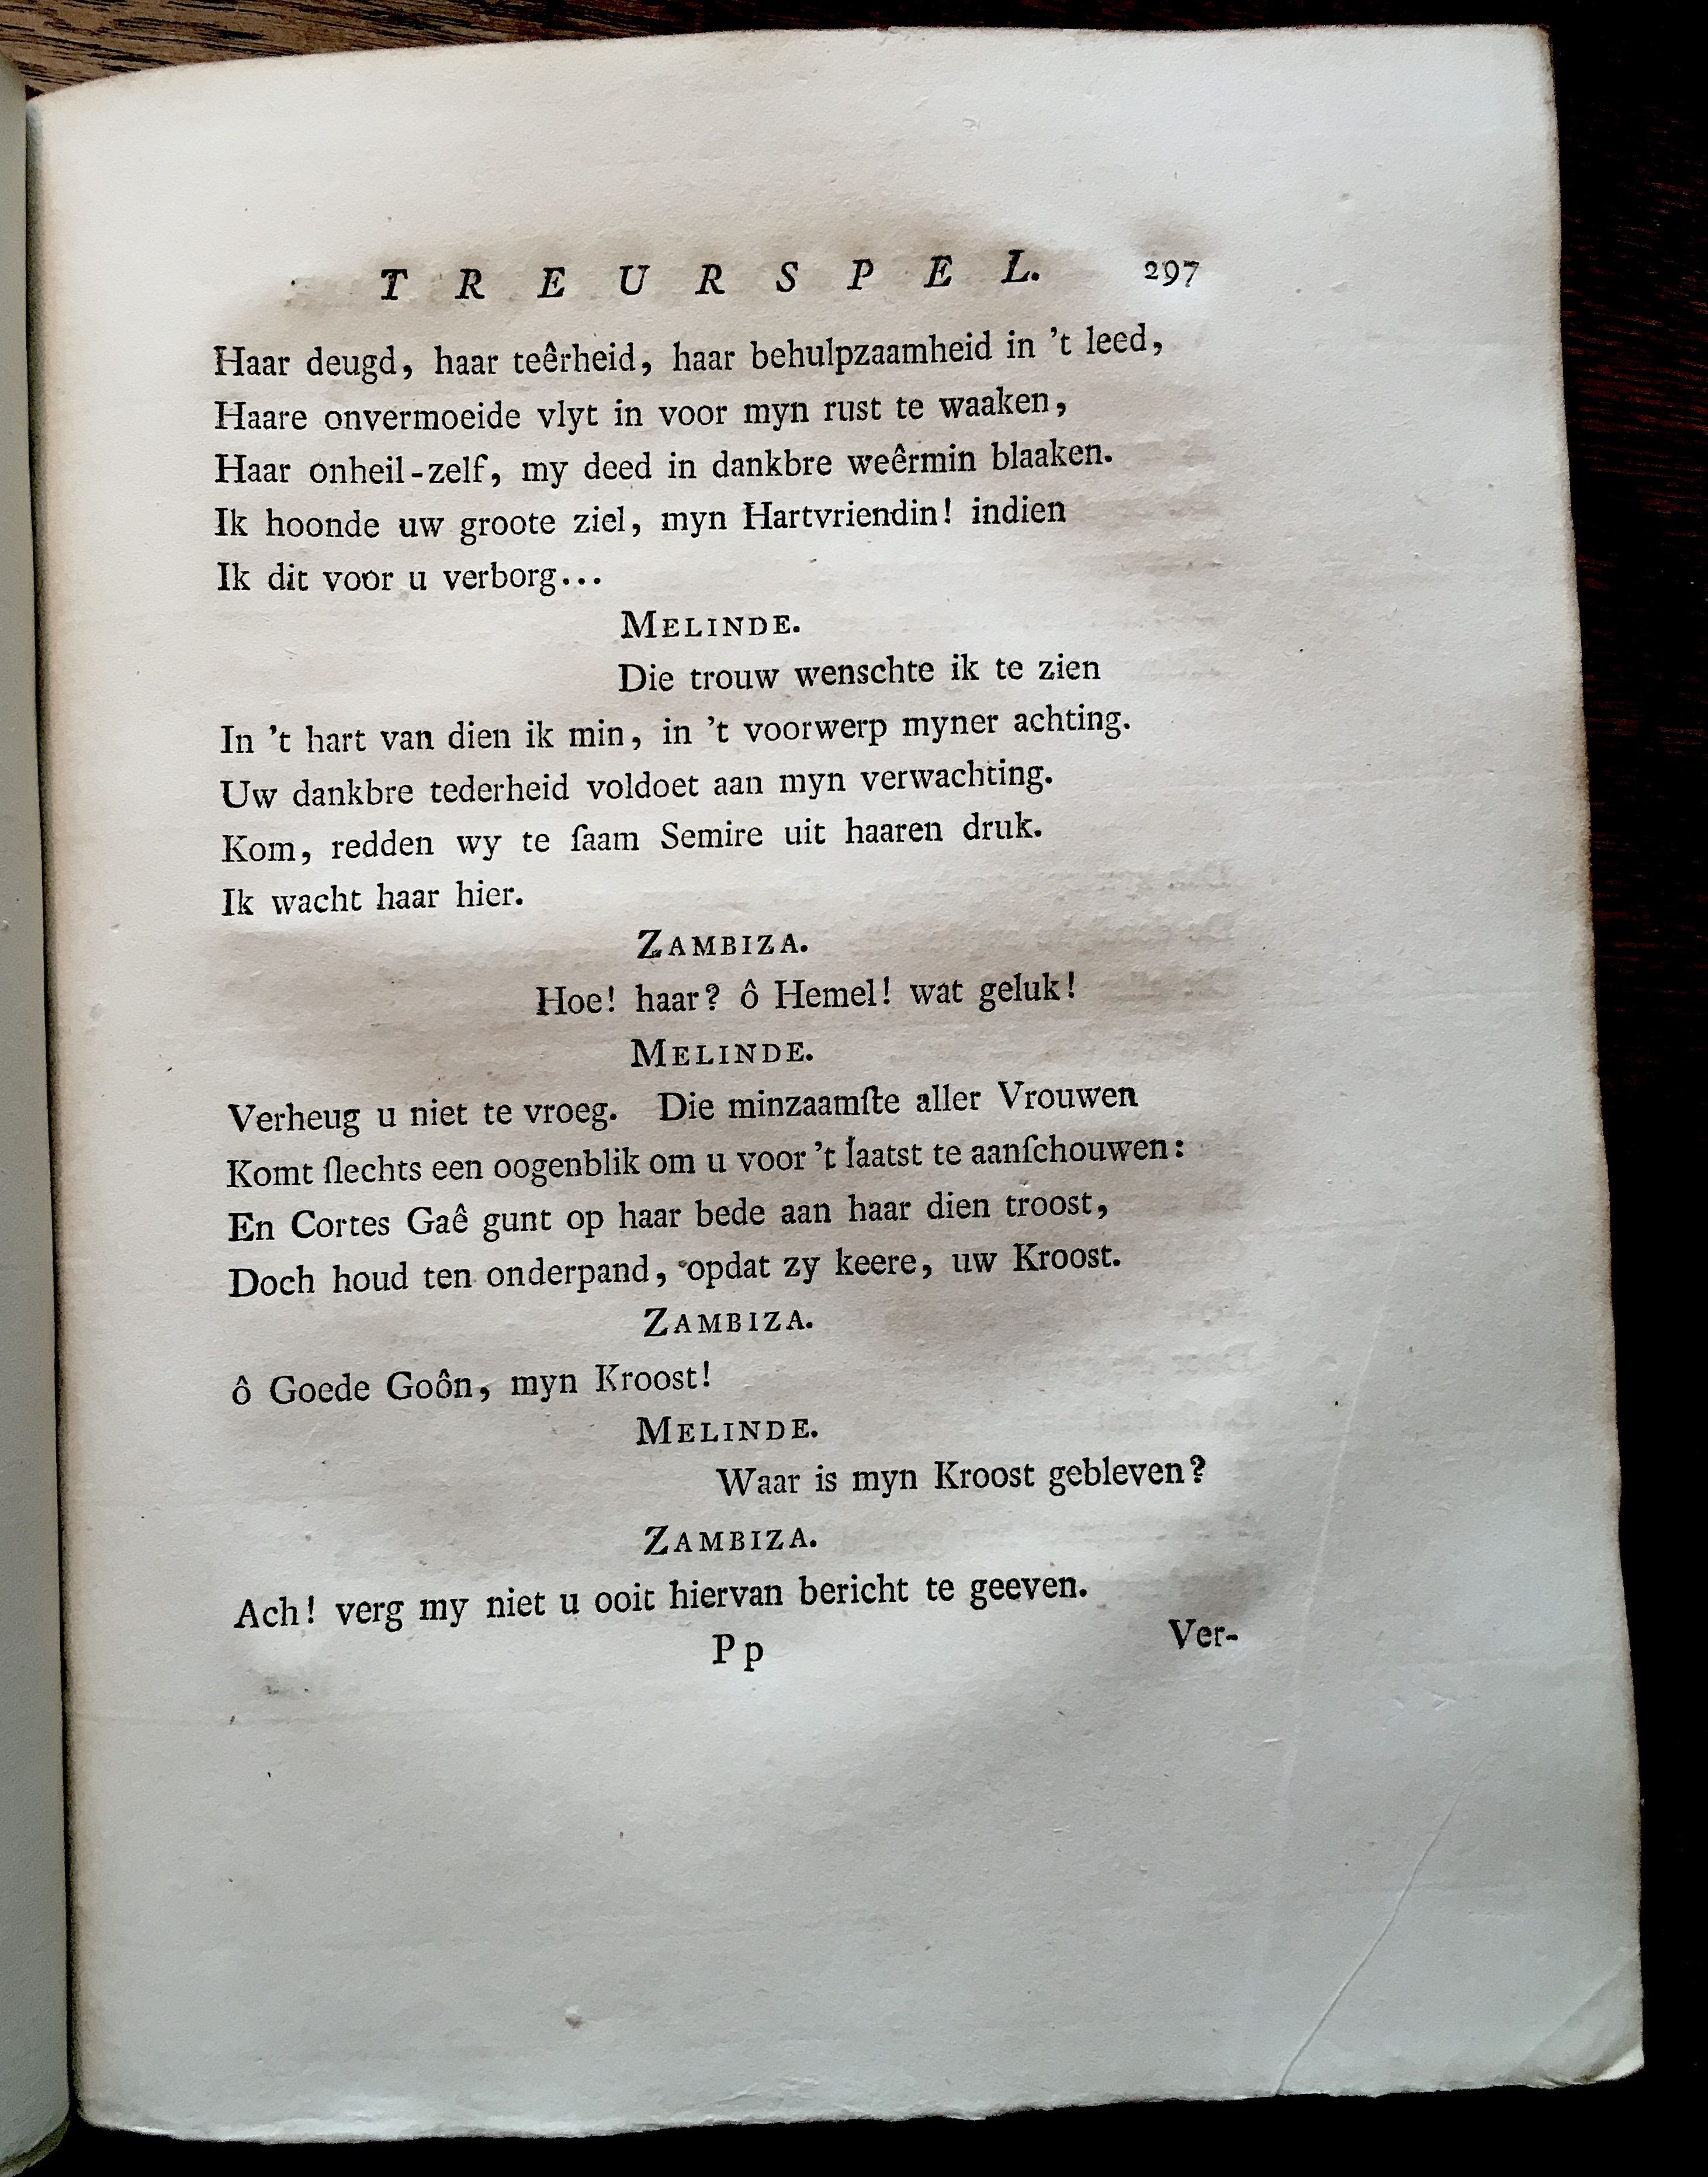 TREURSPEL. 297
Haar deugd, haar teêrheid, haar behulpzaamheid in 't leed,
Haare onvermoeide vlyt in voor myn rust te waaken,
Haar onheil-zelf, my deed in dankbre weêrmin blaaken.
Ik hoonde uw groote ziel, myn Hartvriendin! indien
Ik dit voor u verborg...
MELINDE.
Die trouw wenschte ik te zien
In 't hart van dien ik min, in 't voorwerp myner achting.
Uw dankbre tederheid voldoet aan myn verwachting.
Kom, redden wy te ſaam Semire uit haaren druk.
Ik wacht haar hier.
ZAMBIZA.
Hoe! haar? ô Hemel! wat geluk!
MELINDE.
Verheug u niet te vroeg. Die minzaamſte aller Vrouwen
Komt ſlechts een oogenblik om u voor 't laatst te aanſchouwen:
En Cortes Gaê gunt op haar bede aan haar dien troost,
Doch houd ten onderpand, opdat zy keere, uw Kroost.
ZAMBIZA.
ô Goede Goôn, myn Kroost!
MELINDE.
Waar is myn Kroost gebleven?
ZAMBIZA.
Ach! verg my niet u ooit hiervan bericht te geeven.
Pp Ver-